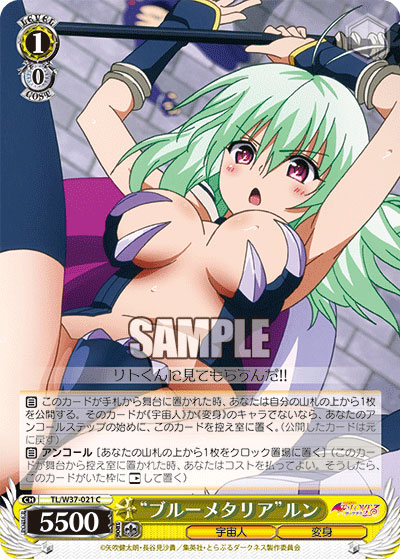 LEVEL
1
0
COST
SAMPLE
リトくんに見てもらうんだ!!
このカードが手札から舞台に置かれた時、あなたは自分の山札の上から1枚
を公開する。そのカードが《宇宙人》か《変身》のキャラでないなら、あなたのア
ンコールステップの始めに、このカードを控え室に置く。(公開したカードは元
に戻す)
アンコール [あなたの山札の上から1枚をクロック置場に置く] (この
カードが舞台から控え室に置かれた時、あなたはコストを払ってよい。そうしたら、
このカードがいた枠にレストして置く)
CH TL/W37-021 C
5500
“ブルーメタリア”ルン
宇宙人 変身
©矢吹健太朗・長谷見沙貴/集英社・とらぶるダークネス製作委員会